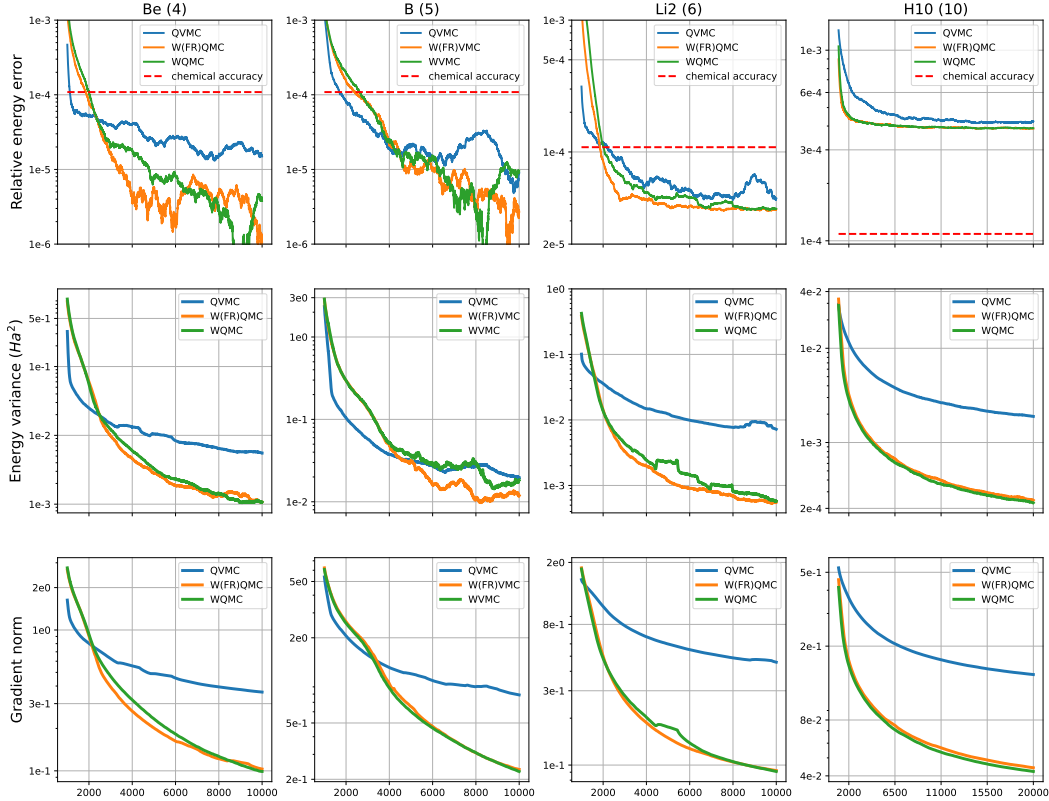 Be (4)
B (5)
Li2 (6)
H10 (10)
Relative energy error
1e-3
1e-4
1e-5
1e-6
QVMC
W(FR)QMC
WQMC
chemical accuracy
1e-3
1e-4
1e-5
1e-6
QVMC
W(FR)VMC
WVMC
chemical accuracy
1e-3
5e-4
1e-4
2e-5
QVMC
W(FR)QMC
WQMC
chemical accuracy
1e-3
6e-4
3e-4
1e-4
QVMC
W(FR)QMC
WQMC
chemical accuracy
Energy variance (Ha²)
5e-1
1e-1
1e-2
1e-3
QVMC
W(FR)QMC
WQMC
3e0
1e0
1e-1
1e-2
QVMC
W(FR)VMC
WVMC
1e0
1e-1
1e-2
1e-3
QVMC
W(FR)QMC
WQMC
4e-2
1e-2
1e-3
2e-4
QVMC
W(FR)QMC
WQMC
Gradient norm
2e0
1e0
3e-1
1e-1
QVMC
W(FR)QMC
WQMC
2000 4000 6000 8000 10000
5e0
2e0
5e-1
2e-1
QVMC
W(FR)VMC
WVMC
2000 4000 6000 8000 10000
2e0
8e-1
3e-1
1e-1
QVMC
W(FR)QMC
WQMC
2000 4000 6000 8000 10000
5e-1
2e-1
8e-2
4e-2
QVMC
W(FR)QMC
WQMC
2000 6500 11000 15500 20000